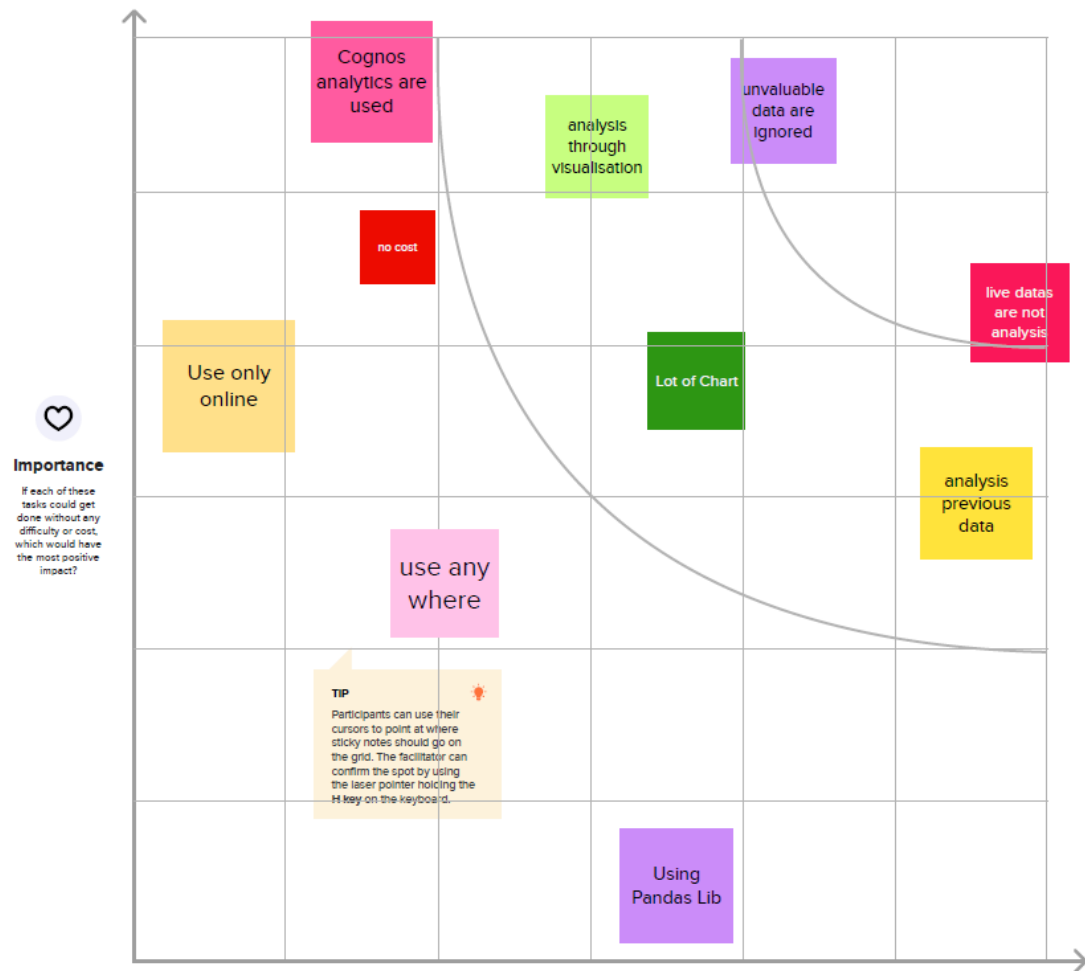 Cognos
analytics are
used
analysis
through
visualisation
unvaluable
data are
ignored
no cost
live datas
are not
analysis
Use only
online
Lot of Chart
Importance
If each of these
tasks could get
done without any
difficulty or cost,
which would have
the most positive
impact?
analysis
previous
data
use any
where
TIP
Participants can use their
cursors to point at where
sticky notes should go on
the grid. The facilitator can
confirm the spot by using
the laser pointer holding the
H key on the keyboard.
Using
Pandas Lib